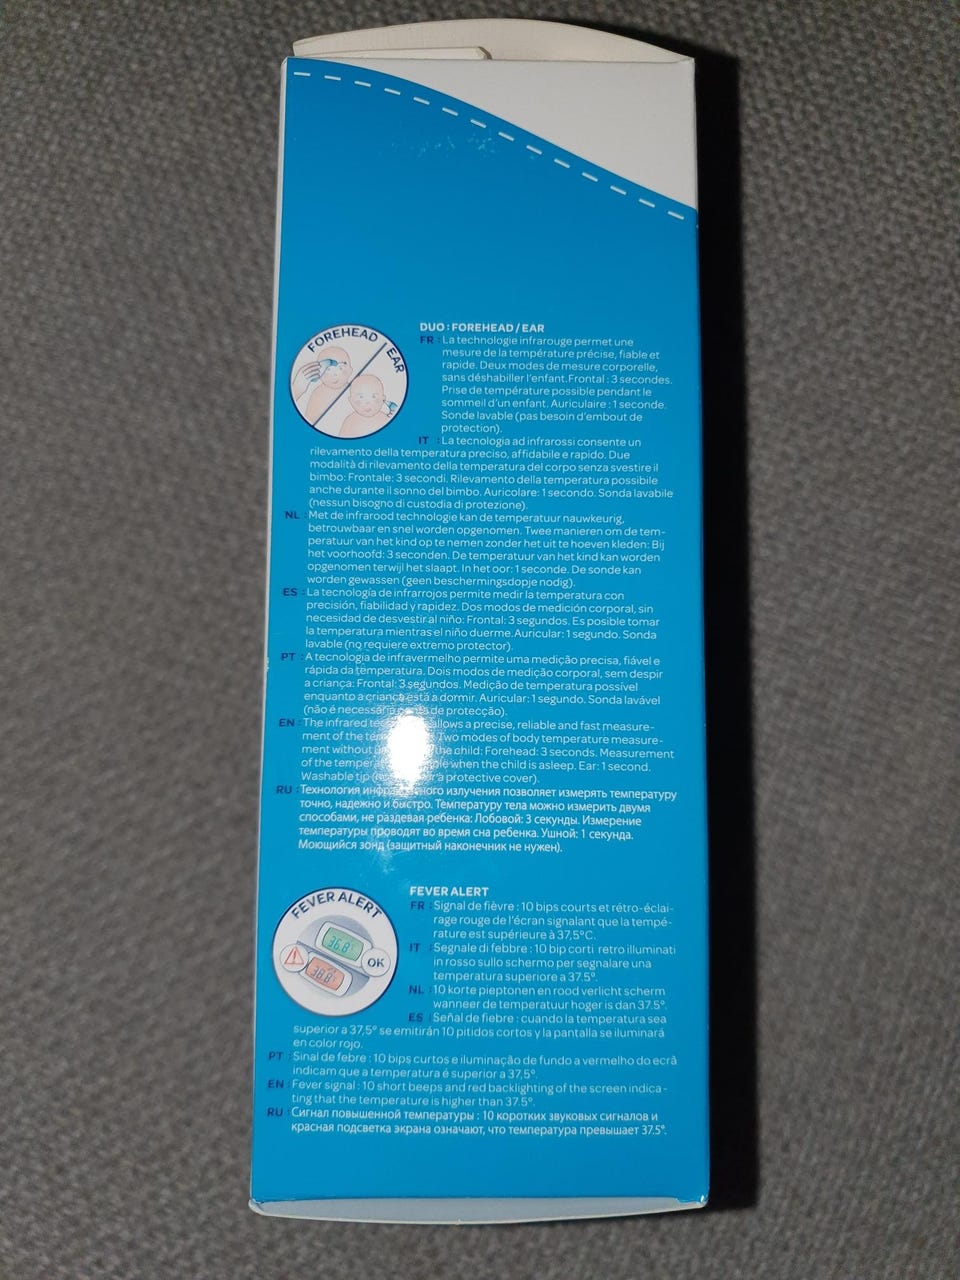 FOREHEAD
EAR
DUO : FOREHEAD / EAR
FR : La technologie infrarouge permet une
mesure de la température précise, fiable et
rapide. Deux modes de mesure corporelle,
sans déshabiller l'enfant.Frontal : 3 secondes.
Prise de température possible pendant le
sommeil d'un enfant. Auriculaire : 1 seconde.
Sonde lavable (pas besoin d'embout de
protection).
IT : La tecnologia ad infrarossi consente un
rilevamento della temperatura preciso, affidabile e rapido. Due
modalità di rilevamento della temperatura del corpo senza svestire il
bimbo: Frontale: 3 secondi. Rilevamento della temperatura possibile
anche durante il sonno del bimbo. Auricolare: 1 secondo. Sonda lavabile
(nessun bisogno di custodia di protezione).
NL : Met de infrarood technologie kan de temperatuur nauwkeurig,
betrouwbaar en snel worden opgenomen. Twee manieren om de tem-
peratuur van het kind op te nemen zonder het uit te hoeven kleden: Bij
het voorhoofd: 3 seconden. De temperatuur van het kind kan worden
opgenomen terwijl het slaapt. In het oor: 1 seconde. De sonde kan
worden gewassen (geen beschermingsdopje nodig).
ES : La tecnología de infrarrojos permite medir la temperatura con
precisión, fiabilidad y rapidez. Dos modos de medición corporal, sin
necesidad de desvestir al niño: Frontal: 3 segundos. Es posible tomar
la temperatura mientras el niño duerme. Auricular: 1 segundo. Sonda
lavable (no requiere extremo protector).
PT : A tecnologia de infravermelho permite uma medição precisa, fiável e
rápida da temperatura. Dois modos de medição corporal, sem despir
a criança: Frontal: 3 segundos. Medição de temperatura possível
enquanto a criança está a dormir. Auricular: 1 segundo. Sonda lavável
(não é necessária de protecção).
EN : The infrared allows a precise, reliable and fast measure-
ment of the Two modes of body temperature measure-
ment without the child: Forehead: 3 seconds. Measurement
of the when the child is asleep. Ear: 1 second.
Washable tip a protective cover).
RU : Технология излучения позволяет измерять температуру
точно, надежно и быстро. Температуру тела можно измерить двумя
способами, не раздевая ребенка: Лобовой: 3 секунды. Измерение
температуры проводят во время сна ребенка. Ушной: 1 секунда.
Моющийся зонд (защитный наконечник не нужен).
FEVER ALERT
36.8°
38.8°
OK
FEVER ALERT
FR : Signal de fièvre : 10 bips courts et rétro-éclai-
rage rouge de l'écran signalant que la tempé-
rature est supérieure à 37,5°C.
IT : Segnale di febbre : 10 bip corti retro illuminati
in rosso sullo schermo per segnalare una
temperatura superiore a 37.5°.
NL : 10 korte pieptonen en rood verlicht scherm
wanneer de temperatuur hoger is dan 37.5°.
ES : Señal de fiebre : cuando la temperatura sea
superior a 37,5° se emitirán 10 pitidos cortos y la pantalla se iluminará
en color rojo.
PT : Sinal de febre : 10 bips curtos e iluminação de fundo a vermelho do ecrã
indicam que a temperatura é superior a 37,5°.
EN : Fever signal : 10 short beeps and red backlighting of the screen indica-
ting that the temperature is higher than 37.5°.
RU : Сигнал повышенной температуры : 10 коротких звуковых сигналов и
красная подсветка экрана означают, что температура превышает 37.5°.